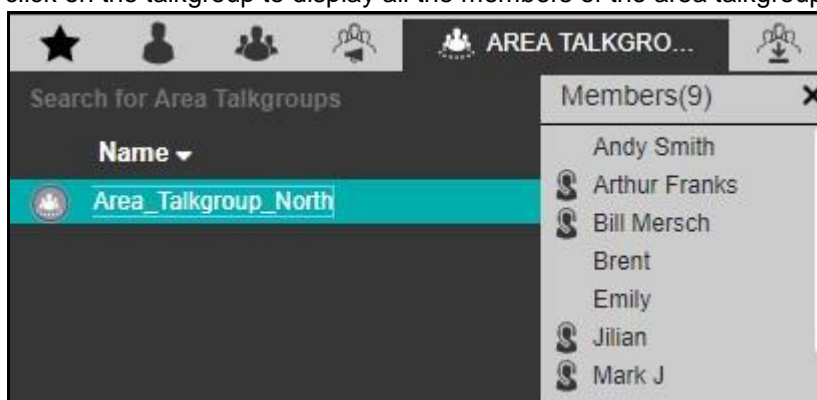 click on the talkgroup to display all the members of the area talkgroup
AREA TALKGRO...
Search for Area Talkgroups
Name
Area_Talkgroup_North
Members(9)
Andy Smith
Arthur Franks
Bill Mersch
Brent
Emily
Jilian
Mark J